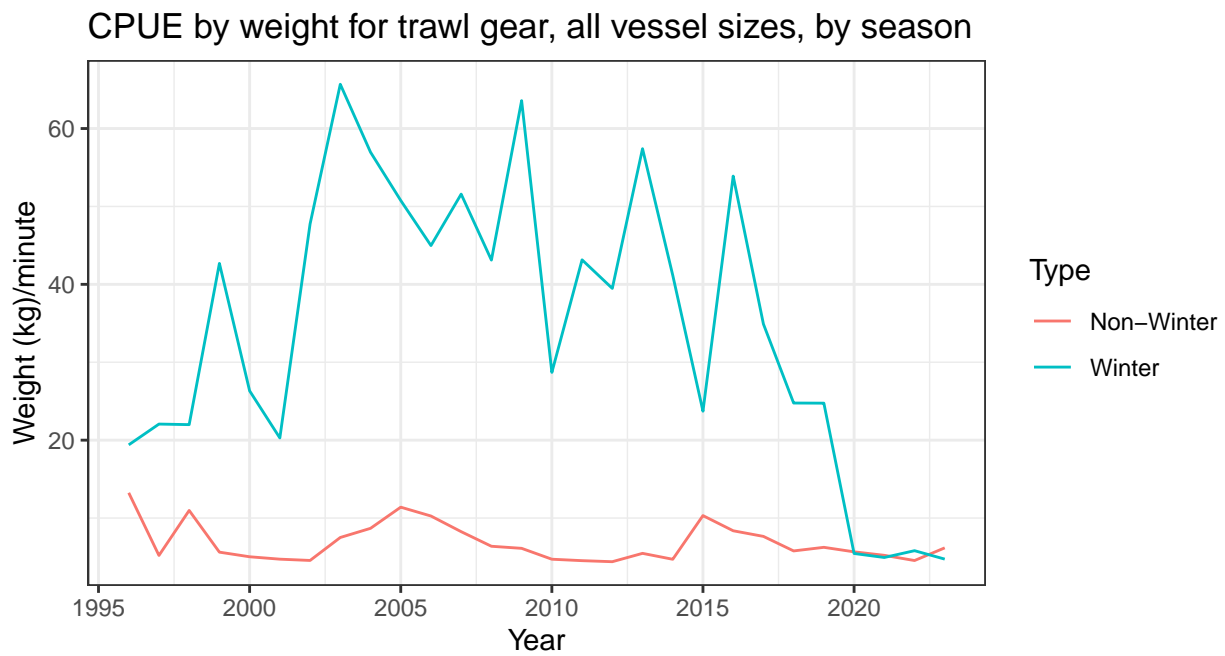 CPUE by weight for trawl gear, all vessel sizes, by season
Weight (kg)/minute
60
40
20
1995 2000 2005 2010 2015 2020
Year
Type
Non−Winter
Winter